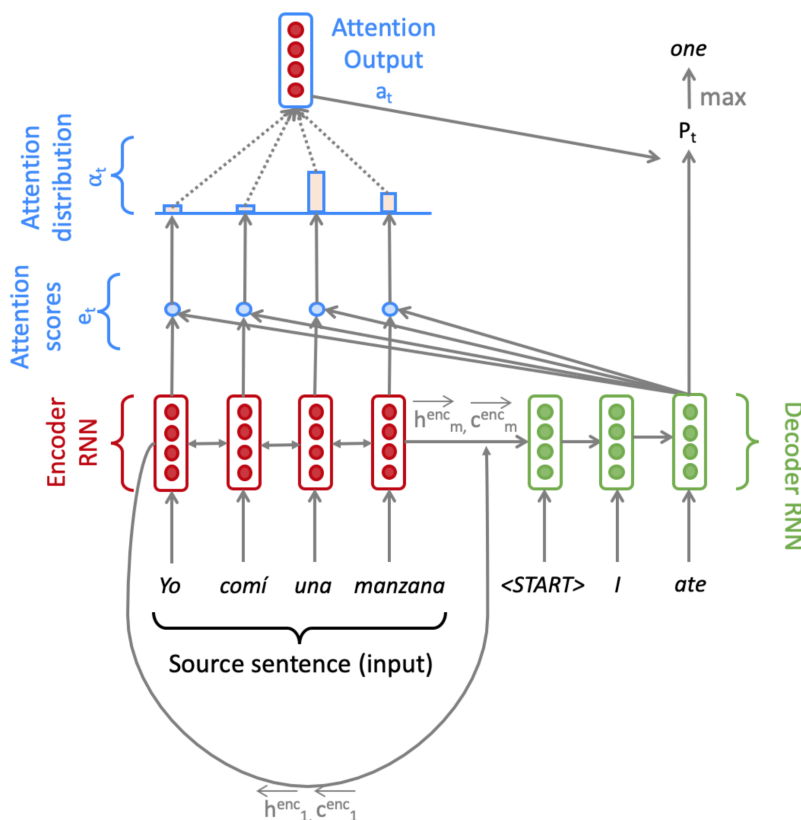 Attention
Output
a_t
one
max
P_t
Attention
distribution
α_t
Attention
scores
e_t
Encoder
RNN
h^enc_m, c^enc_m
Decoder RNN
Yo comí una manzana <START> I ate
Source sentence (input)
h^enc_1, c^enc_1